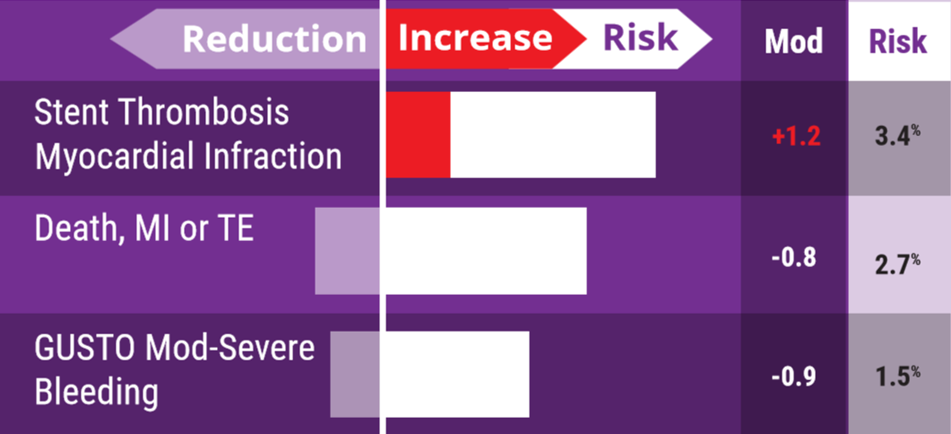 Reduction Increase Risk Mod Risk
Stent Thrombosis
Myocardial Infraction
+1.2 3.4%
Death, MI or TE
-0.8 2.7%
GUSTO Mod-Severe
Bleeding
-0.9 1.5%